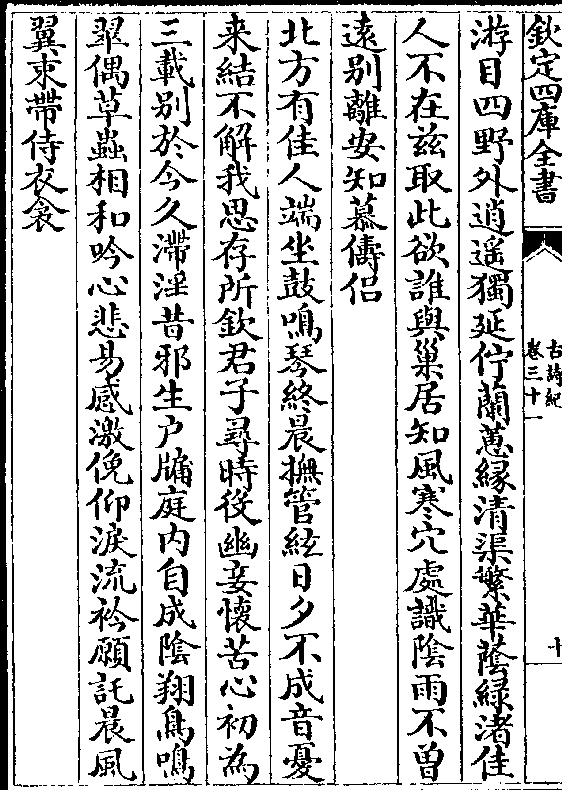 欽定四庫全書
古詩紀
卷三十一
十
游目四野外逍遥獨延佇蘭蕙緣清渠繁華蔭緑渚佳
人不在兹取此欲誰與巢居知風寒穴處識陰雨不曾
遠别離安知慕儔侣
北方有佳人端坐鼓鳴琴終晨撫管絃日夕不成音憂
来結不解我思存所欽君子尋時役幽妾懷苦心初為
三載别於今久滯淫昔邪生户牖庭内自成陰翔鳥鳴
翠偶草蟲相和吟心悲易感激俛仰淚流衿願託晨風
翼束帶侍衣衾